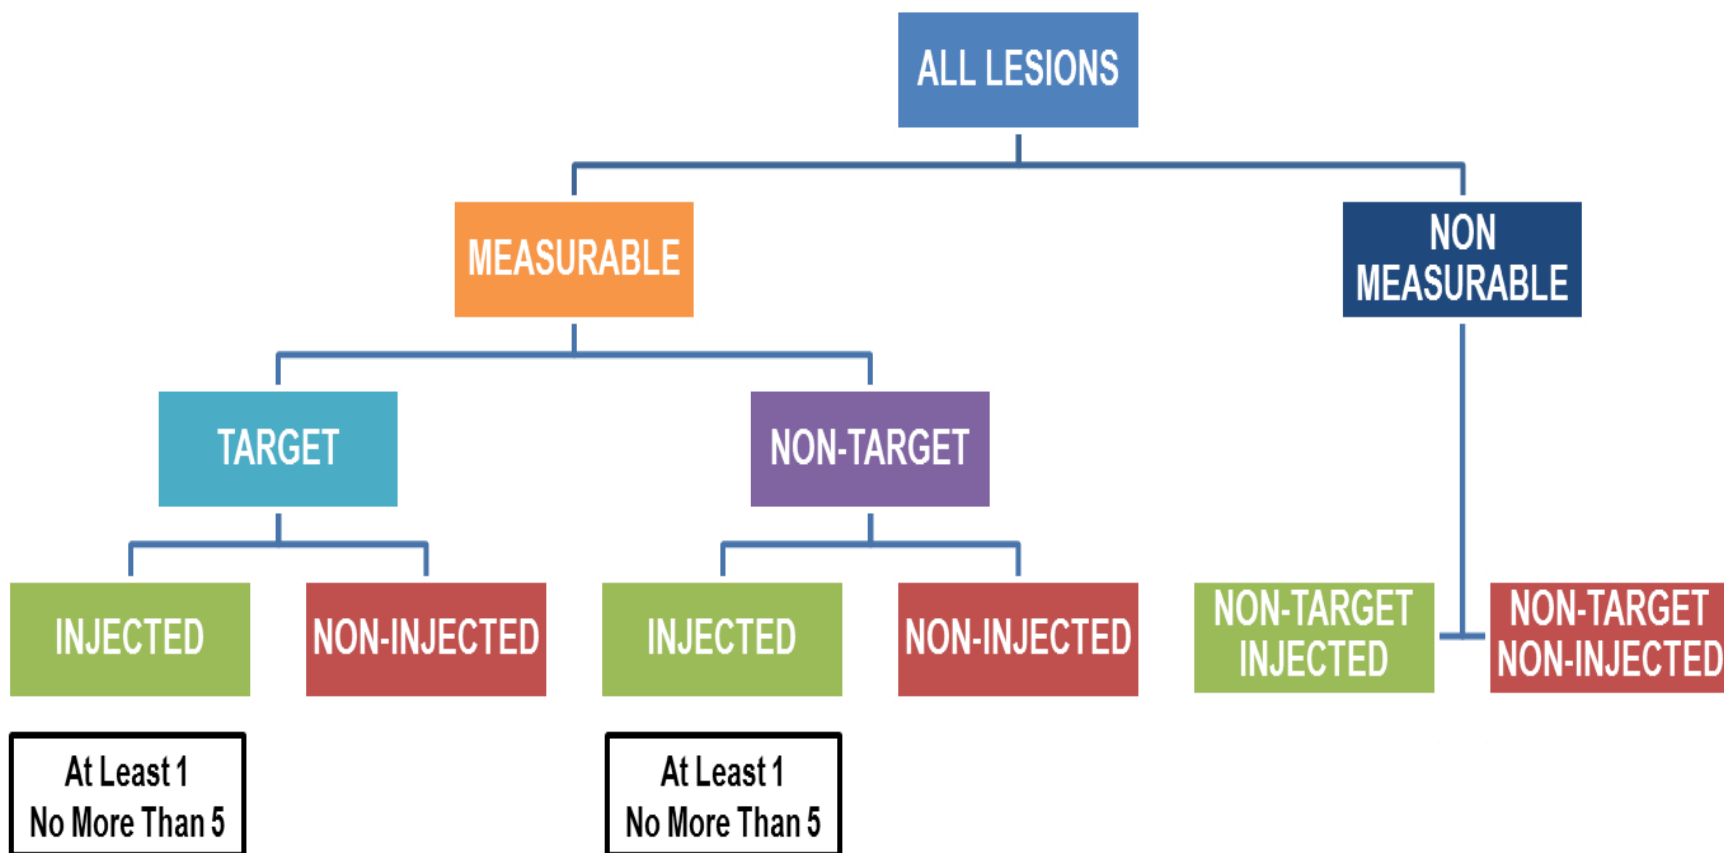 ALL LESIONS
MEASURABLE
NON
MEASURABLE
TARGET
NON-TARGET
INJECTED
NON-INJECTED
INJECTED
NON-INJECTED
NON-TARGET
INJECTED
NON-TARGET
NON-INJECTED
At Least 1
No More Than 5
At Least 1
No More Than 5